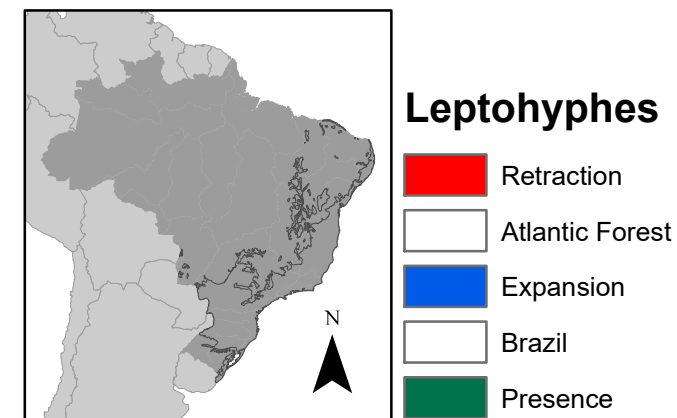 Leptohyphes
Retraction
Atlantic Forest
Expansion
N
Brazil
Presence